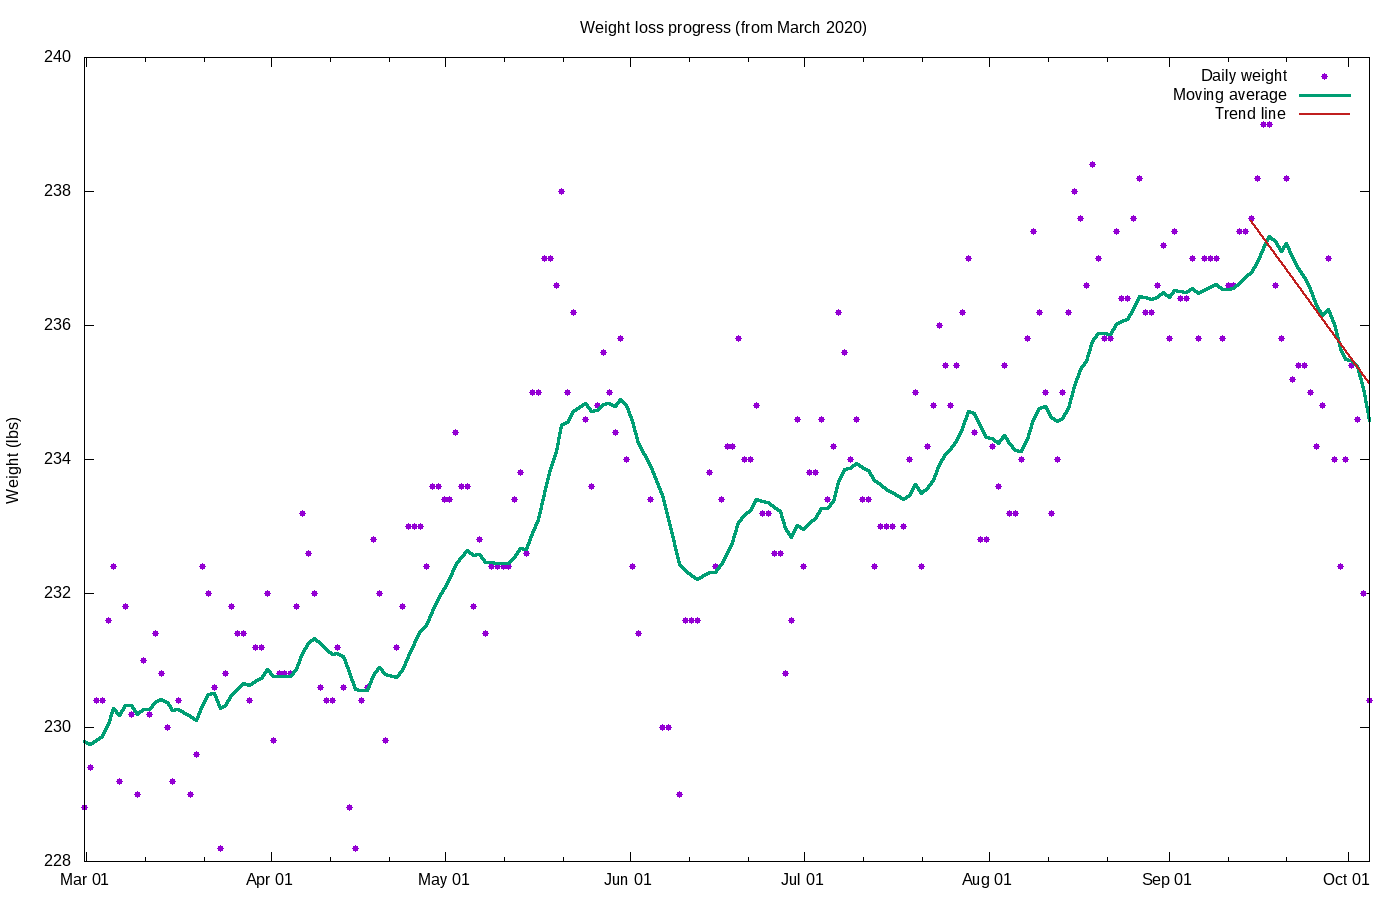 Weight loss progress (from March 2020)
240
238
236
234
232
230
228
Weight (lbs)
Daily weight
Moving average
Trend line
Mar 01
Apr 01
May 01
Jun 01
Jul 01
Aug 01
Sep 01
Oct 01